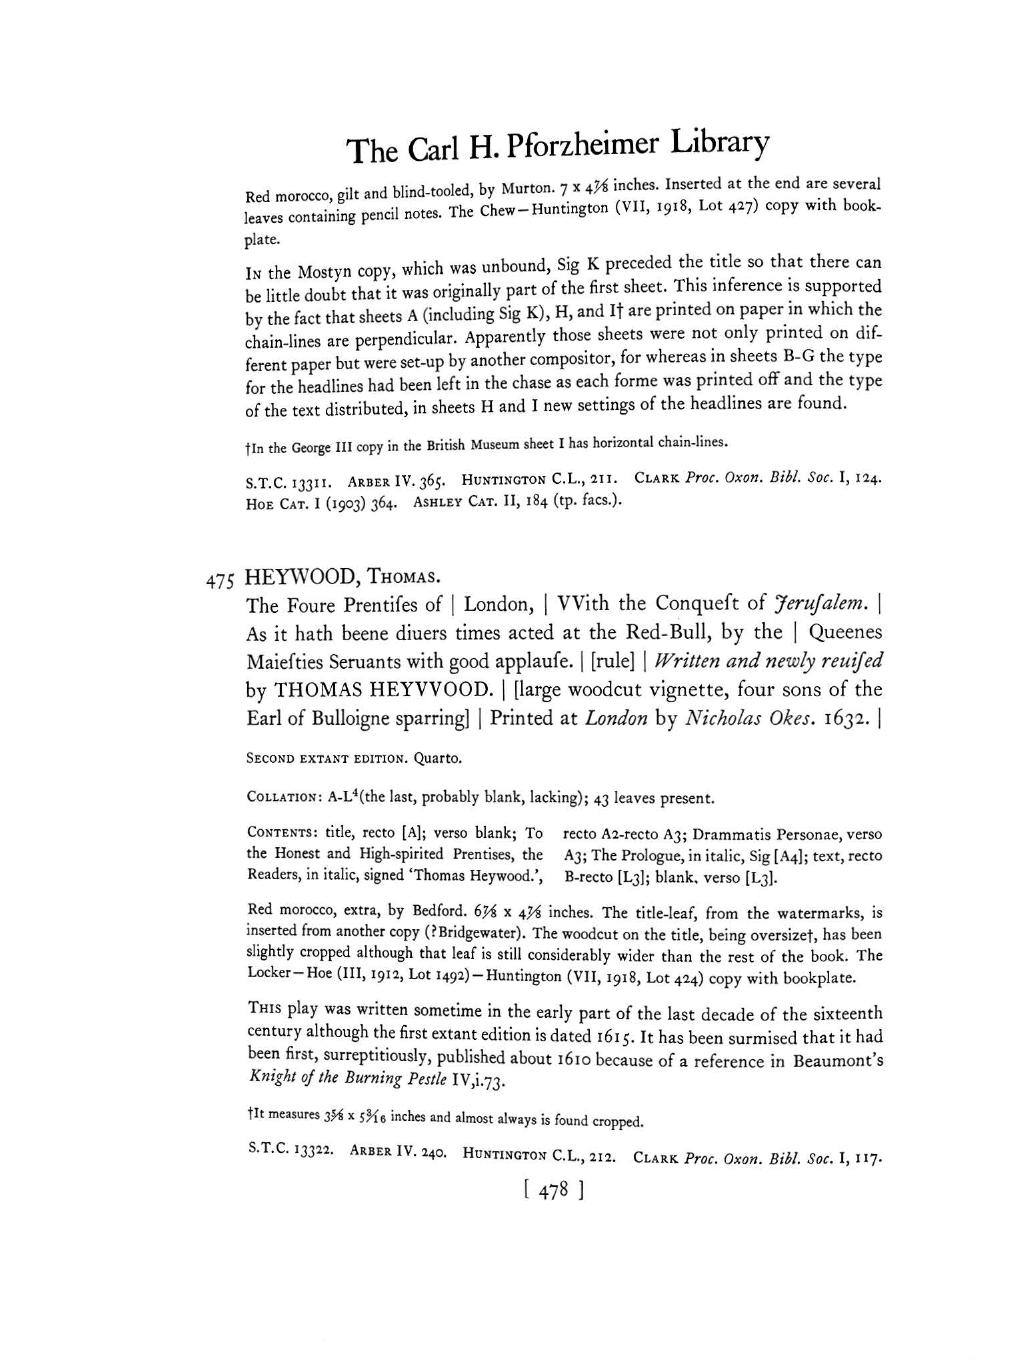 The Carl H. Pforzheimer Library
Red morocco, gilt and blind-tooled, by Murton. 7 x 4⅞ inches. Inserted at the end are several
leaves containing pencil notes. The Chew—Huntington (VII, 1918, Lot 427) copy with book-
plate.
IN the Mostyn copy, which was unbound, Sig K preceded the title so that there can
be little doubt that it was originally part of the first sheet. This inference is supported
by the fact that sheets A (including Sig K), H, and I† are printed on paper in which the
chain-lines are perpendicular. Apparently those sheets were not only printed on dif-
ferent paper but were set-up by another compositor, for whereas in sheets B-G the type
for the headlines had been left in the chase as each forme was printed off and the type
of the text distributed, in sheets H and I new settings of the headlines are found.
†In the George III copy in the British Museum sheet I has horizontal chain-lines.
S.T.C. 13311. ARBER IV. 365. HUNTINGTON C.L., 211. CLARK Proc. Oxon. Bibl. Soc. I, 124.
HOE CAT. I (1903) 364. ASHLEY CAT. II, 184 (tp. facs.).
475 HEYWOOD, THOMAS.
The Foure Prentiſes of | London, | VVith the Conqueſt of Jeruſalem. |
As it hath beene diuers times acted at the Red-Bull, by the | Queenes
Maieſties Seruants with good applauſe. | [rule] | Written and newly reuiſed
by THOMAS HEYVVOOD. | [large woodcut vignette, four sons of the
Earl of Bulloigne sparring] | Printed at London by Nicholas Okes. 1632. |
SECOND EXTANT EDITION. Quarto.
COLLATION: A-L⁴(the last, probably blank, lacking); 43 leaves present.
CONTENTS: title, recto [A]; verso blank; To
the Honest and High-spirited Prentises, the
Readers, in italic, signed 'Thomas Heywood.',
recto A2-recto A3; Drammatis Personae, verso
A3; The Prologue, in italic, Sig [A4]; text, recto
B-recto [L3]; blank, verso [L3].
Red morocco, extra, by Bedford. 6⅞ x 4⅞ inches. The title-leaf, from the watermarks, is
inserted from another copy (?Bridgewater). The woodcut on the title, being oversize†, has been
slightly cropped although that leaf is still considerably wider than the rest of the book. The
Locker—Hoe (III, 1912, Lot 1492)—Huntington (VII, 1918, Lot 424) copy with bookplate.
THIS play was written sometime in the early part of the last decade of the sixteenth
century although the first extant edition is dated 1615. It has been surmised that it had
been first, surreptitiously, published about 1610 because of a reference in Beaumont's
Knight of the Burning Pestle IV,i.73.
†It measures 3⅝ x 5³⁄₁₆ inches and almost always is found cropped.
S.T.C. 13322. ARBER IV. 240. HUNTINGTON C.L., 212. CLARK Proc. Oxon. Bibl. Soc. I, 117.
[ 478 ]